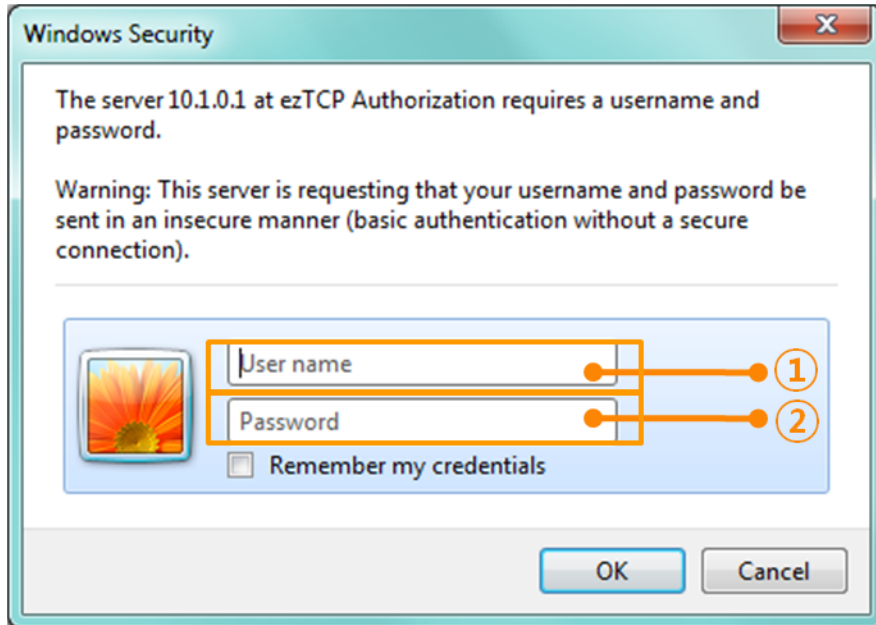 Windows Security
The server 10.1.0.1 at ezTCP Authorization requires a username and
password.
Warning: This server is requesting that your username and password be
sent in an insecure manner (basic authentication without a secure
connection).
User name
①
Password
②
Remember my credentials
OK
Cancel